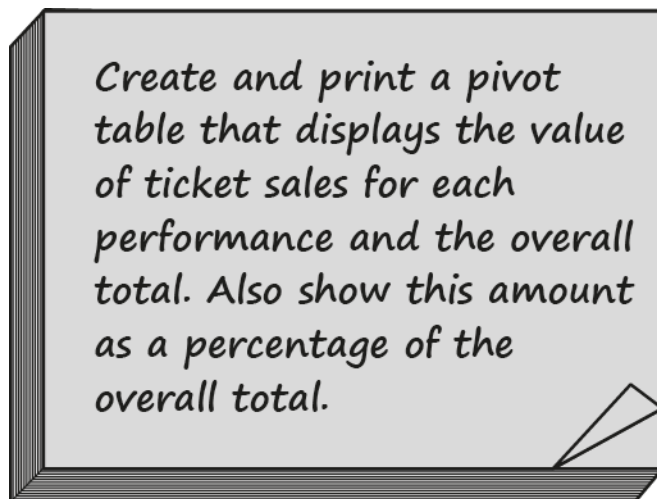 Create and print a pivot
table that displays the value
of ticket sales for each
performance and the overall
total. Also show this amount
as a percentage of the
overall total.